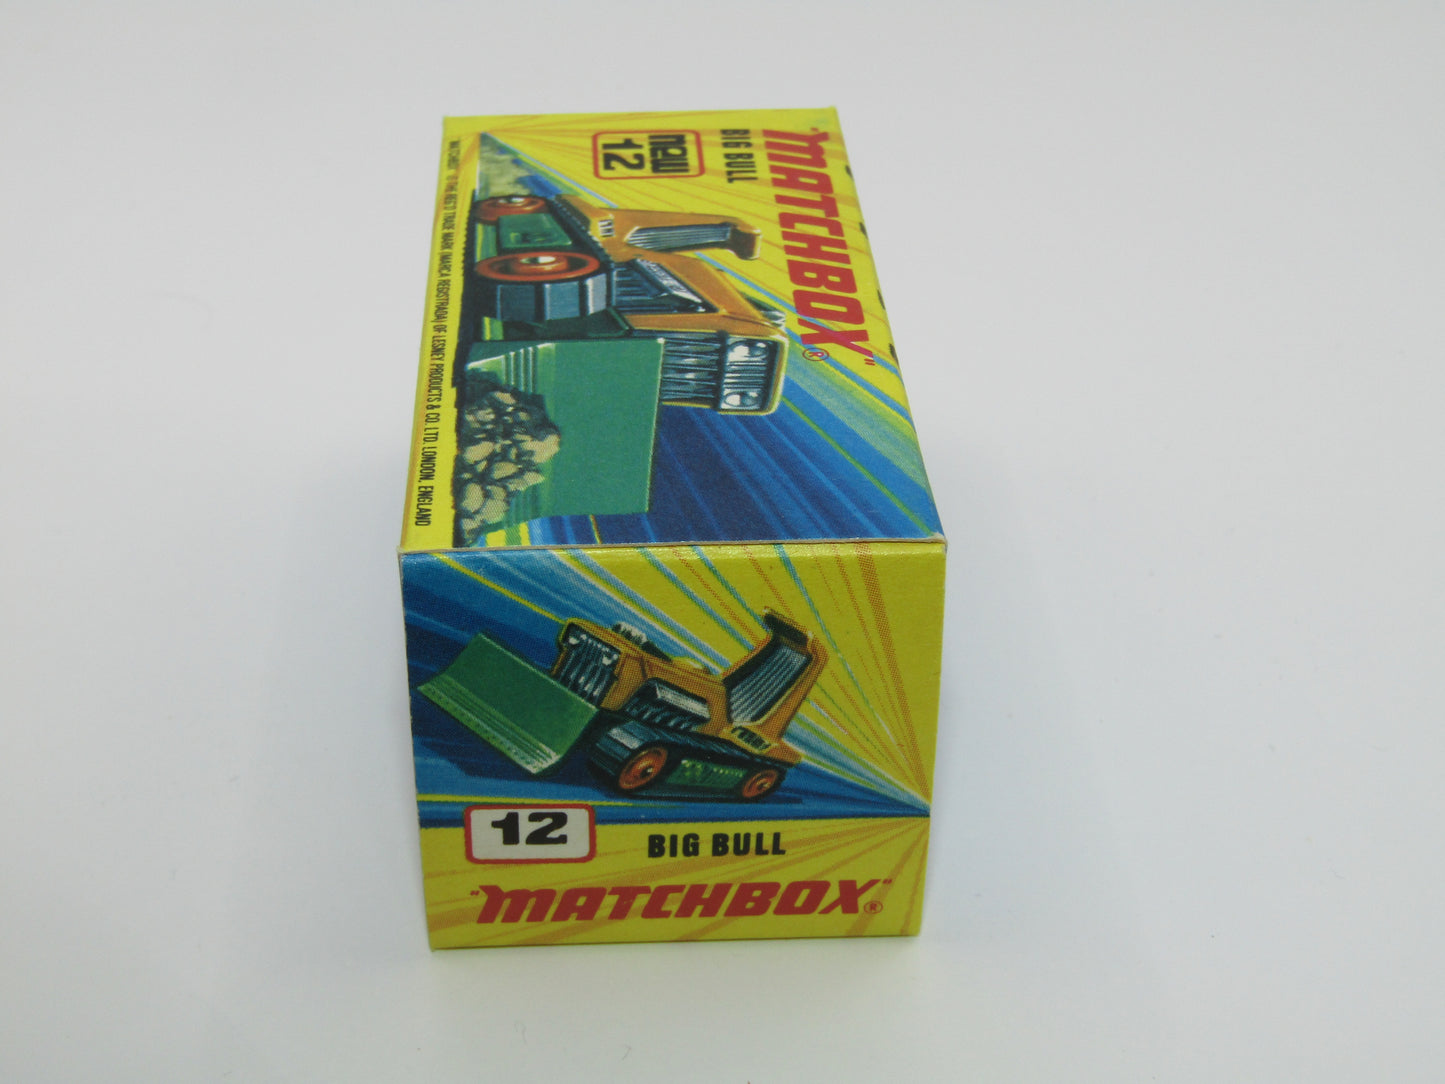 "MATCHBOX"®
BIG BULL
new
12
MATCHBOX IS THE REG'D TRADE MARK (MARCA REGISTRADA) OF LESNEY PRODUCTS & CO. LTD. LONDON, ENGLAND
12
BIG BULL
"MATCHBOX"®